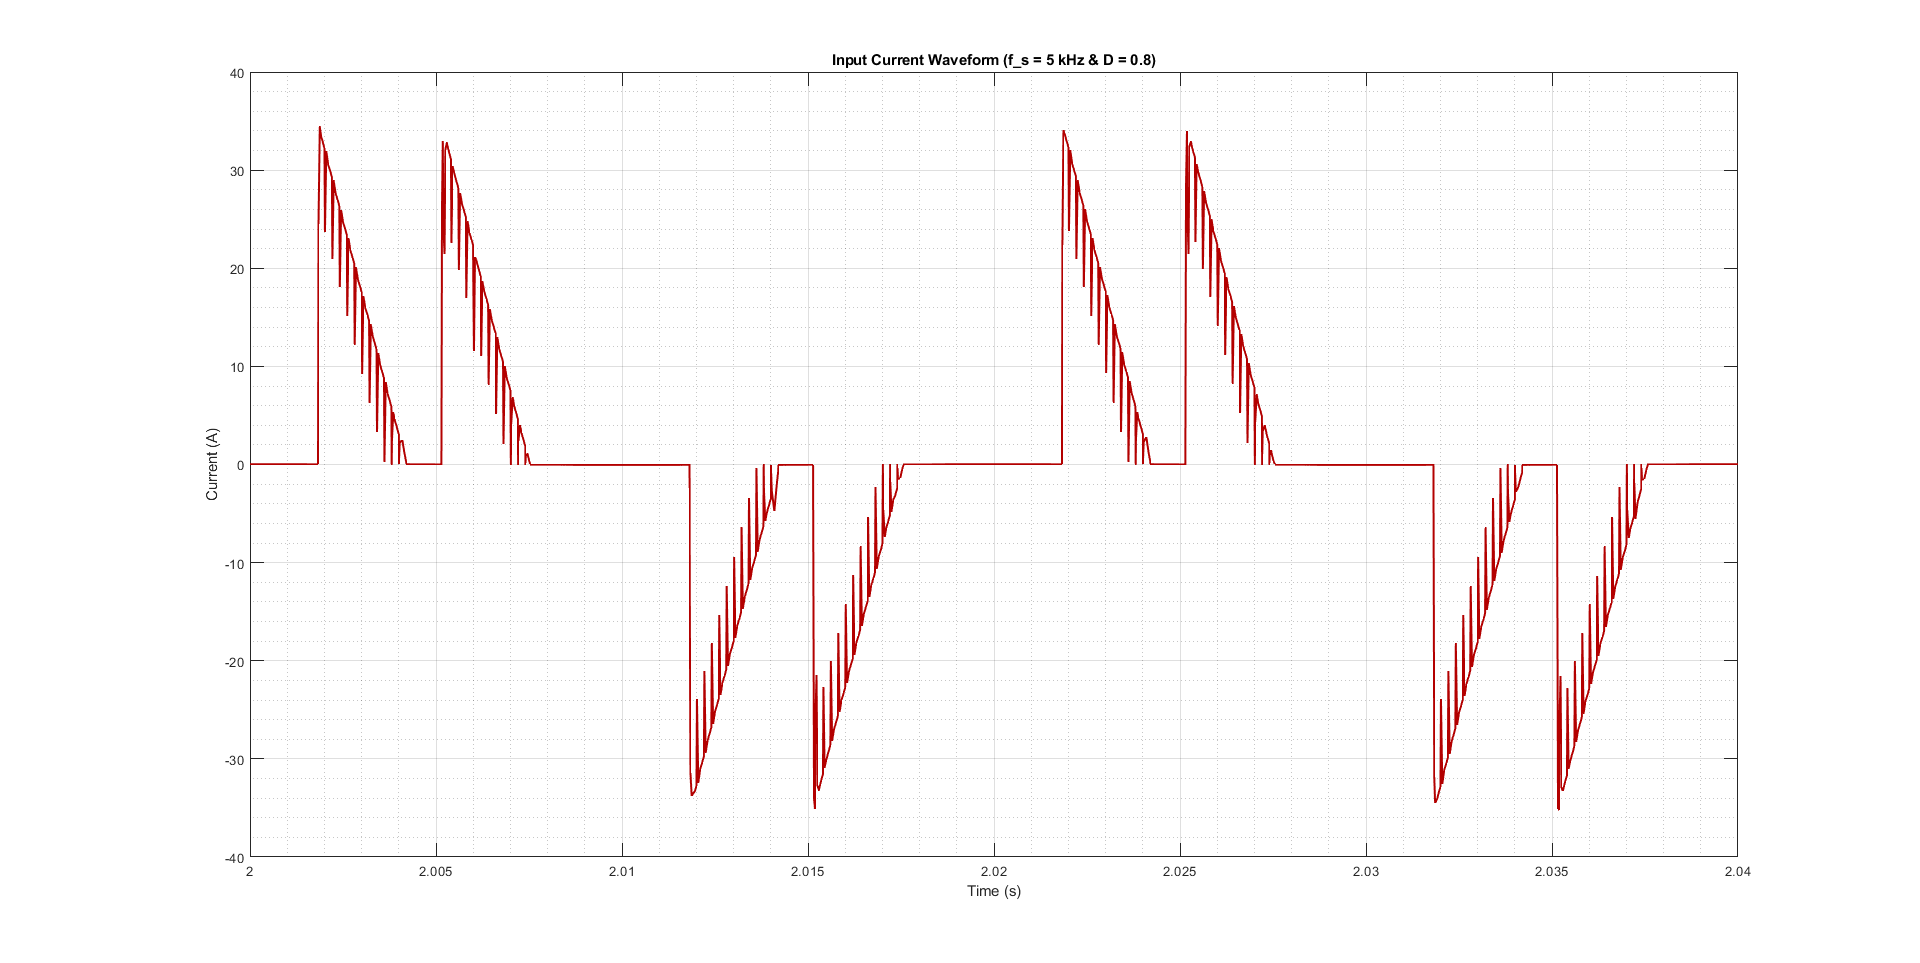 Input Current Waveform (f_s = 5 kHz & D = 0.8)
40
30
20
10
0
-10
-20
-30
-40
Current (A)
2 2.005 2.01 2.015 2.02 2.025 2.03 2.035 2.04
Time (s)